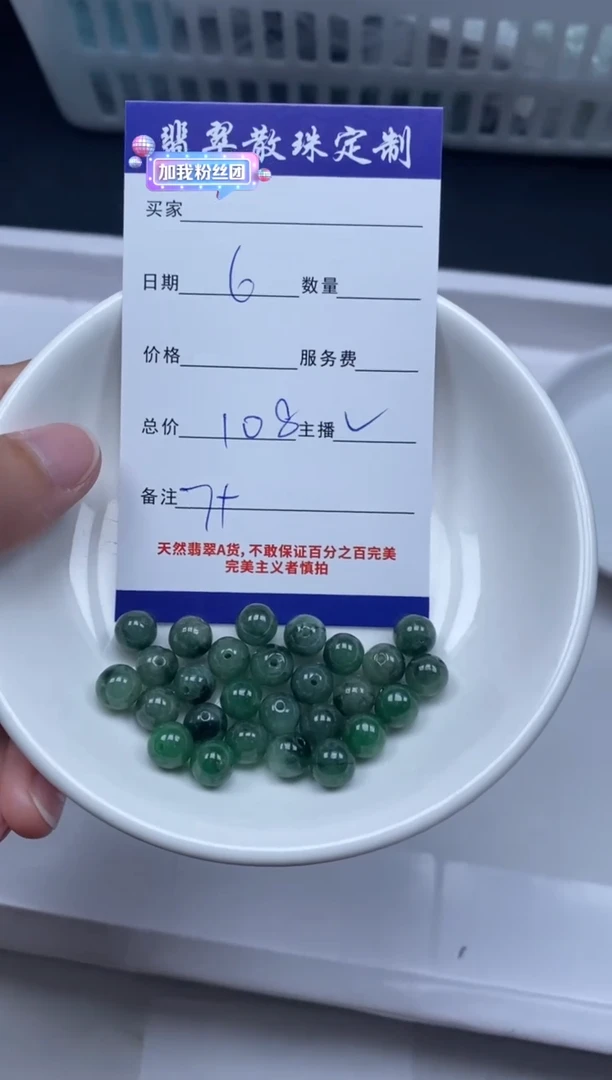 翡翠散珠定制
加我粉丝团
买家
日期 6 数量
价格 服务费
总价 108 主播 ✓
备注 7+
天然翡翠A货,不敢保证百分之百完美
完美主义者慎拍